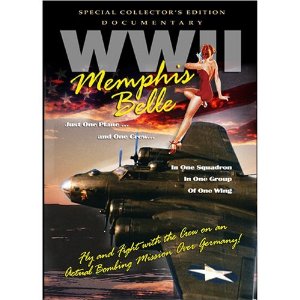 SPECIAL COLLECTOR'S EDITION
DOCUMENTARY
WWII
Memphis
Belle
Just One Plane...
and One Crew...
In One Squadron
In One Group
Of One Wing
Fly and Fight with the Crew on an
Actual Bombing Mission Over Germany!